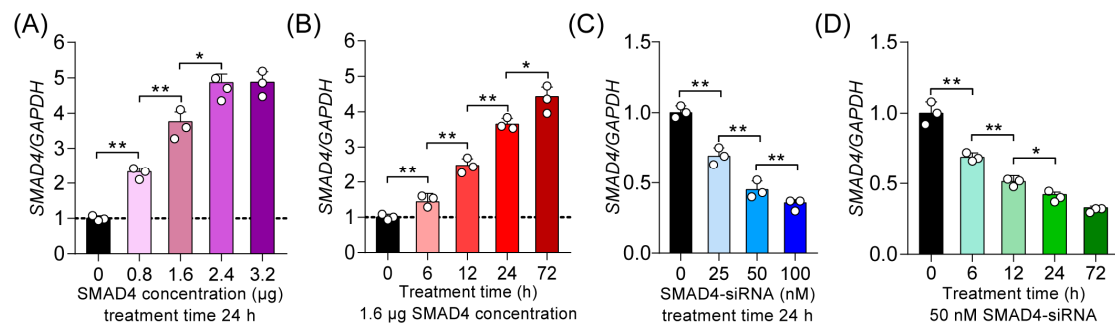 (A)
SMAD4/GAPDH
6
5
4
3
2
1
0
**
**
*
0 0.8 1.6 2.4 3.2
SMAD4 concentration (μg)
treatment time 24 h
(B)
SMAD4/GAPDH
6
5
4
3
2
1
0
**
**
**
*
0 6 12 24 72
Treatment time (h)
1.6 μg SMAD4 concentration
(C)
SMAD4/GAPDH
1.5
1.0
0.5
0.0
**
**
**
0 25 50 100
SMAD4-siRNA (nM)
treatment time 24 h
(D)
SMAD4/GAPDH
1.5
1.0
0.5
0.0
**
**
*
0 6 12 24 72
Treatment time (h)
50 nM SMAD4-siRNA